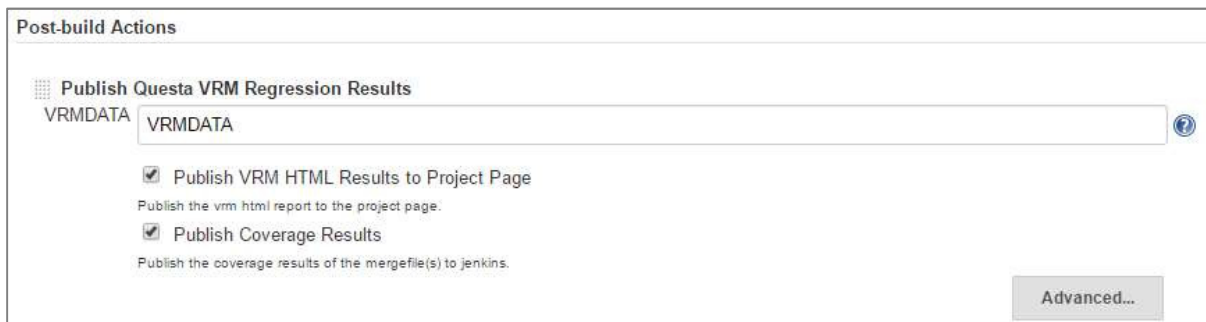 Post-build Actions
Publish Questa VRM Regression Results
VRMDATA
VRMDATA
?
Publish VRM HTML Results to Project Page
Publish the vrm html report to the project page.
Publish Coverage Results
Publish the coverage results of the mergefile(s) to jenkins.
Advanced...